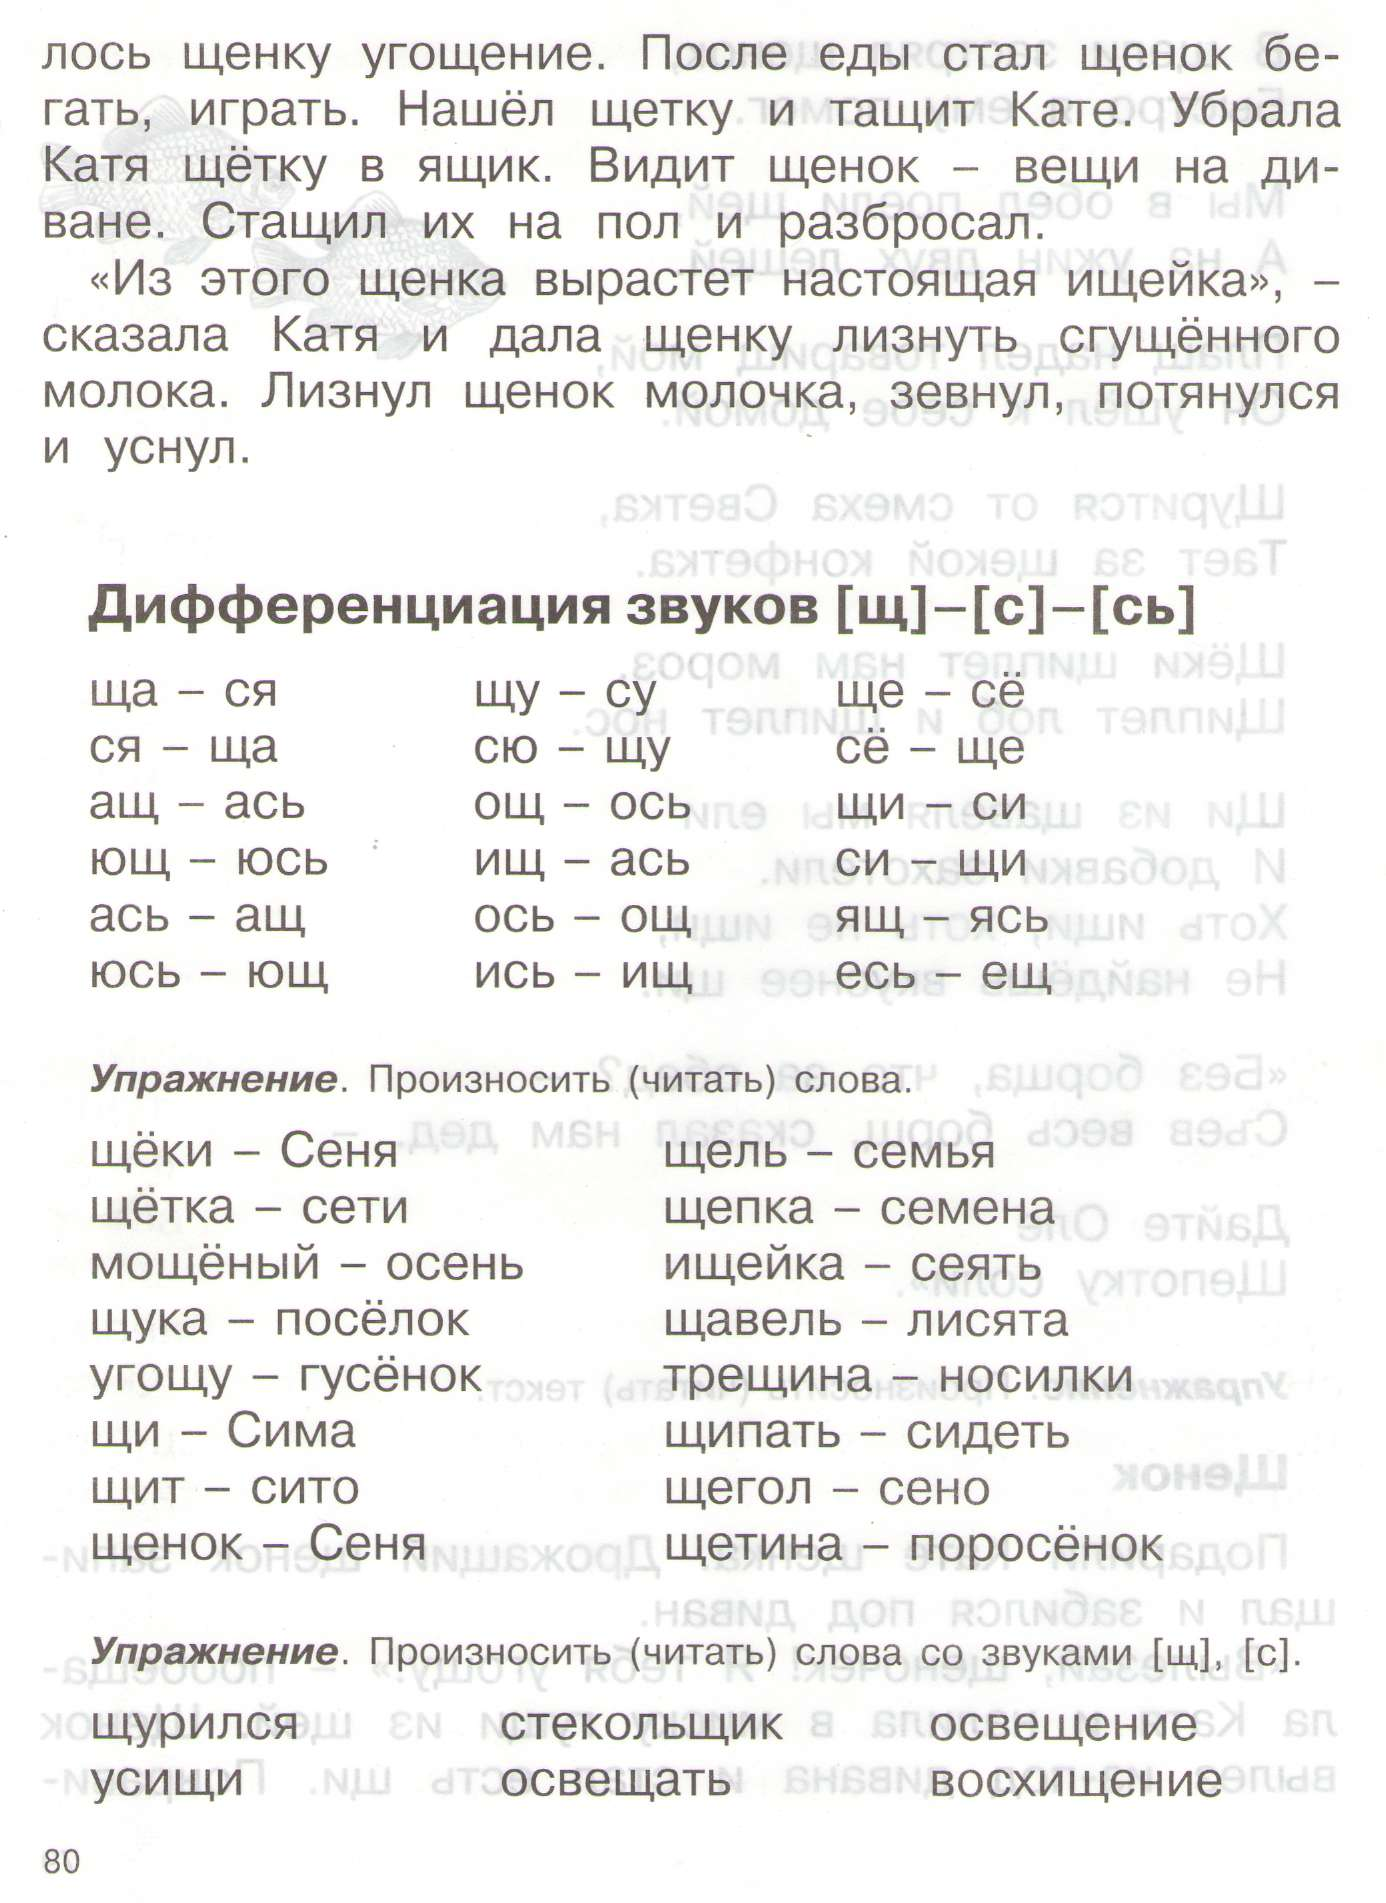 лось щенку угощение. После еды стал щенок бе-
гать, играть. Нашёл щетку и тащит Кате. Убрала
Катя щётку в ящик. Видит щенок – вещи на ди-
ване. Стащил их на пол и разбросал.
«Из этого щенка вырастет настоящая ищейка», –
сказала Катя и дала щенку лизнуть сгущённого
молока. Лизнул щенок молочка, зевнул, потянулся
и уснул.
Дифференциация звуков [щ]–[с]–[сь]
ща – ся щу – су ще – сё
ся – ща сю – щу сё – ще
ащ – ась ощ – ось щи – си
ющ – юсь ищ – ась си – щи
ась – ащ ось – ощ ящ – ясь
юсь – ющ ись – ищ есь – ещ
Упражнение. Произносить (читать) слова.
щёки – Сеня щель – семья
щётка – сети щепка – семена
мощёный – осень ищейка – сеять
щука – посёлок щавель – лисята
угощу – гусёнок трещина – носилки
щи – Сима щипать – сидеть
щит – сито щегол – сено
щенок – Сеня щетина – поросёнок
Упражнение. Произносить (читать) слова со звуками [щ], [с].
щурился стекольщик освещение
усищи освещать восхищение
80